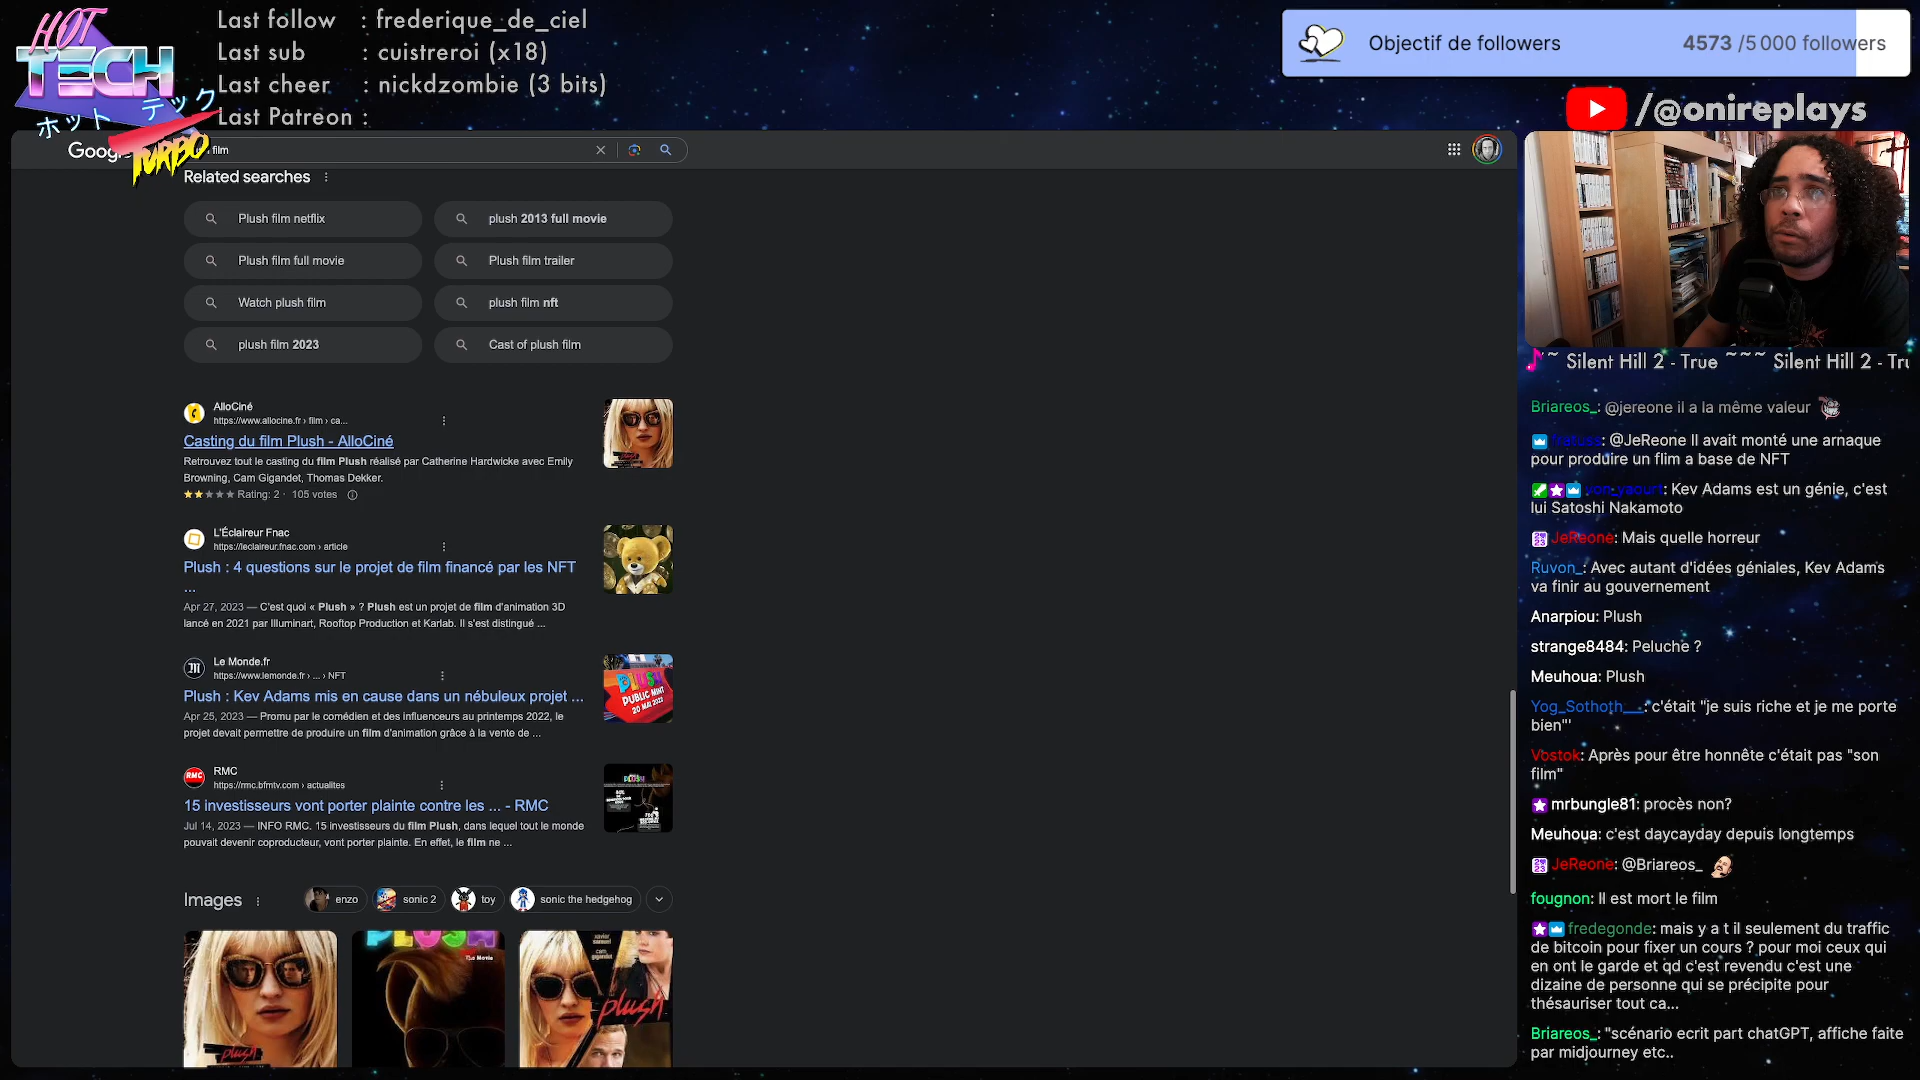 HOT
TECH
ホット テック
TURBO
Last follow : frederique_de_ciel
Last sub : cuistreroi (x18)
Last cheer : nickdzombie (3 bits)
Last Patreon :
Objectif de followers
4573 /5 000 followers
/@onireplays
film
Related searches
Plush film netflix
plush 2013 full movie
Plush film full movie
Plush film trailer
Watch plush film
plush film nft
plush film 2023
Cast of plush film
AlloCiné
https://www.allocine.fr › film › ca...
Casting du film Plush - AlloCiné
Retrouvez tout le casting du film Plush réalisé par Catherine Hardwicke avec Emily
Browning, Cam Gigandet, Thomas Dekker.
Rating: 2 · 105 votes
L'Éclaireur Fnac
https://leclaireur.fnac.com › article
Plush : 4 questions sur le projet de film financé par les NFT
...
Apr 27, 2023 — C'est quoi « Plush » ? Plush est un projet de film d'animation 3D
lancé en 2021 par Illuminart, Rooftop Production et Karlab. Il s'est distingué ...
Le Monde.fr
https://www.lemonde.fr › ... › NFT
Plush : Kev Adams mis en cause dans un nébuleux projet ...
Apr 25, 2023 — Promu par le comédien et des influenceurs au printemps 2022, le
projet devait permettre de produire un film d'animation grâce à la vente de ...
PLUSH
PUBLIC MINT
20 MAI 2022
RMC
RMC
https://rmc.bfmtv.com › actualites
15 investisseurs vont porter plainte contre les ... - RMC
Jul 14, 2023 — INFO RMC. 15 investisseurs du film Plush, dans lequel tout le monde
pouvait devenir coproducteur, vont porter plainte. En effet, le film ne ...
Images
enzo
sonic 2
toy
sonic the hedgehog
plush
PLUSH
The Movie
xavier samuel
cam gigandet
plush
~ Silent Hill 2 - True ~~~ Silent Hill 2 - Tru
Briareos_: @jereone il a la même valeur
: @JeReone Il avait monté une arnaque
pour produire un flim a base de NFT
von_yaourt: Kev Adams est un génie, c'est
lui Satoshi Nakamoto
JeReone: Mais quelle horreur
Ruvon_: Avec autant d'idées géniales, Kev Adams
va finir au gouvernement
Anarpiou: Plush
strange8484: Peluche ?
Meuhoua: Plush
Yog_Sothoth___: c'était "je suis riche et je me porte
bien"'
Vostok: Après pour être honnête c'était pas "son
film"
mrbungle81: procès non?
Meuhoua: c'est daycayday depuis longtemps
JeReone: @Briareos_
fougnon: Il est mort le film
fredegonde: mais y a t il seulement du traffic
de bitcoin pour fixer un cours ? pour moi ceux qui
en ont le garde et qd c'est revendu c'est une
dizaine de personne qui se précipite pour
thésauriser tout ca...
Briareos_: "scénario ecrit part chatGPT, affiche faite
par midjourney etc..